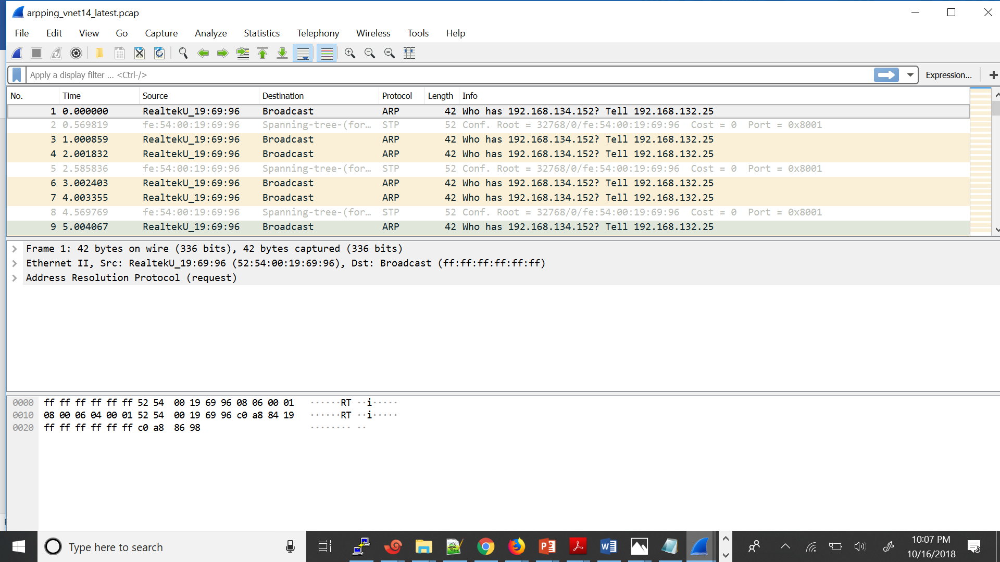 arpping_vnet14_latest.pcap
File Edit View Go Capture Analyze Statistics Telephony Wireless Tools Help
Apply a display filter ... <Ctrl-/> Expression... +
No. Time Source Destination Protocol Length Info
1 0.000000 RealtekU_19:69:96 Broadcast ARP 42 Who has 192.168.134.152? Tell 192.168.132.25
2 0.569819 fe:54:00:19:69:96 Spanning-tree-(for… STP 52 Conf. Root = 32768/0/fe:54:00:19:69:96 Cost = 0 Port = 0x8001
3 1.000859 RealtekU_19:69:96 Broadcast ARP 42 Who has 192.168.134.152? Tell 192.168.132.25
4 2.001832 RealtekU_19:69:96 Broadcast ARP 42 Who has 192.168.134.152? Tell 192.168.132.25
5 2.585836 fe:54:00:19:69:96 Spanning-tree-(for… STP 52 Conf. Root = 32768/0/fe:54:00:19:69:96 Cost = 0 Port = 0x8001
6 3.002403 RealtekU_19:69:96 Broadcast ARP 42 Who has 192.168.134.152? Tell 192.168.132.25
7 4.003355 RealtekU_19:69:96 Broadcast ARP 42 Who has 192.168.134.152? Tell 192.168.132.25
8 4.569769 fe:54:00:19:69:96 Spanning-tree-(for… STP 52 Conf. Root = 32768/0/fe:54:00:19:69:96 Cost = 0 Port = 0x8001
9 5.004067 RealtekU_19:69:96 Broadcast ARP 42 Who has 192.168.134.152? Tell 192.168.132.25
Frame 1: 42 bytes on wire (336 bits), 42 bytes captured (336 bits)
Ethernet II, Src: RealtekU_19:69:96 (52:54:00:19:69:96), Dst: Broadcast (ff:ff:ff:ff:ff:ff)
Address Resolution Protocol (request)
0000 ff ff ff ff ff ff 52 54 00 19 69 96 08 06 00 01 ······RT ··i·····
0010 08 00 06 04 00 01 52 54 00 19 69 96 c0 a8 84 19 ······RT ··i·····
0020 ff ff ff ff ff ff c0 a8 86 98 ········ ··
Type here to search
10:07 PM
10/16/2018